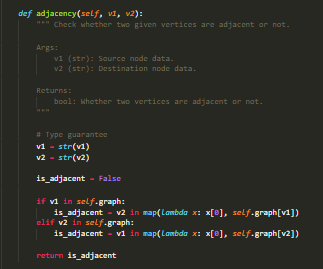 def adjacency(self, v1, v2):
    """ Check whether two given vertices are adjacent or not.
    Args:
        v1 (str): Source node data.
        v2 (str): Destination node data.
    Returns:
        bool: Whether two vertices are adjacent or not.
    """
    # Type guarantee
    v1 = str(v1)
    v2 = str(v2)
    is_adjacent = False
    if v1 in self.graph:
        is_adjacent = v2 in map(lambda x: x[0], self.graph[v1])
    elif v2 in self.graph:
        is_adjacent = v1 in map(lambda x: x[0], self.graph[v2])
    return is_adjacent